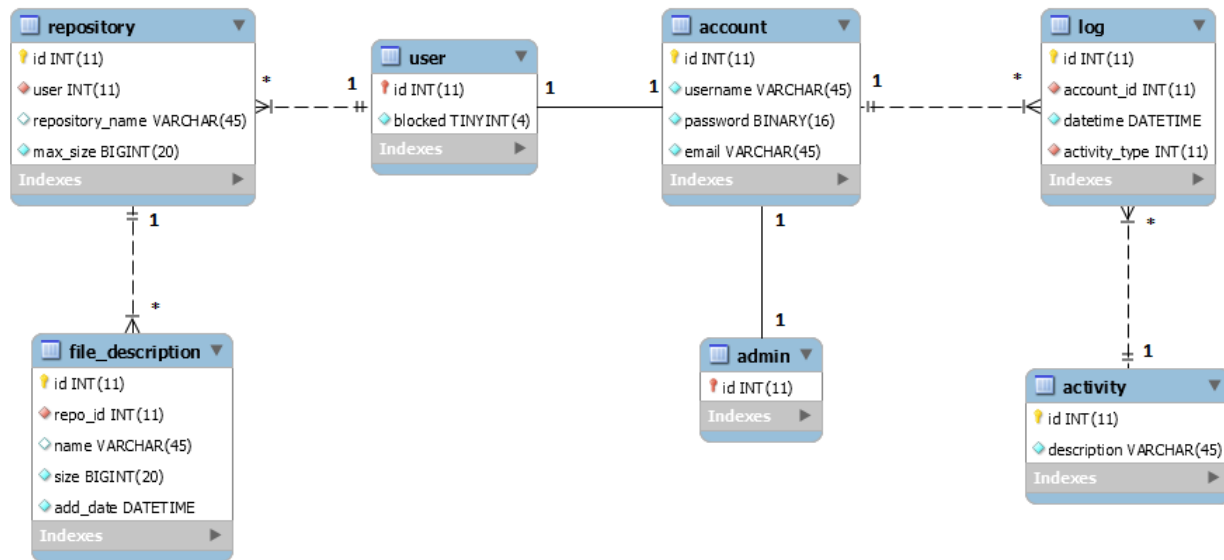 repository
id INT(11)
user INT(11)
repository_name VARCHAR(45)
max_size BIGINT(20)
Indexes
*
1
user
id INT(11)
blocked TINYINT(4)
Indexes
1
1
account
id INT(11)
username VARCHAR(45)
password BINARY(16)
email VARCHAR(45)
Indexes
1
*
log
id INT(11)
account_id INT(11)
datetime DATETIME
activity_type INT(11)
Indexes
1
*
file_description
id INT(11)
repo_id INT(11)
name VARCHAR(45)
size BIGINT(20)
add_date DATETIME
Indexes
1
1
admin
id INT(11)
Indexes
*
1
activity
id INT(11)
description VARCHAR(45)
Indexes